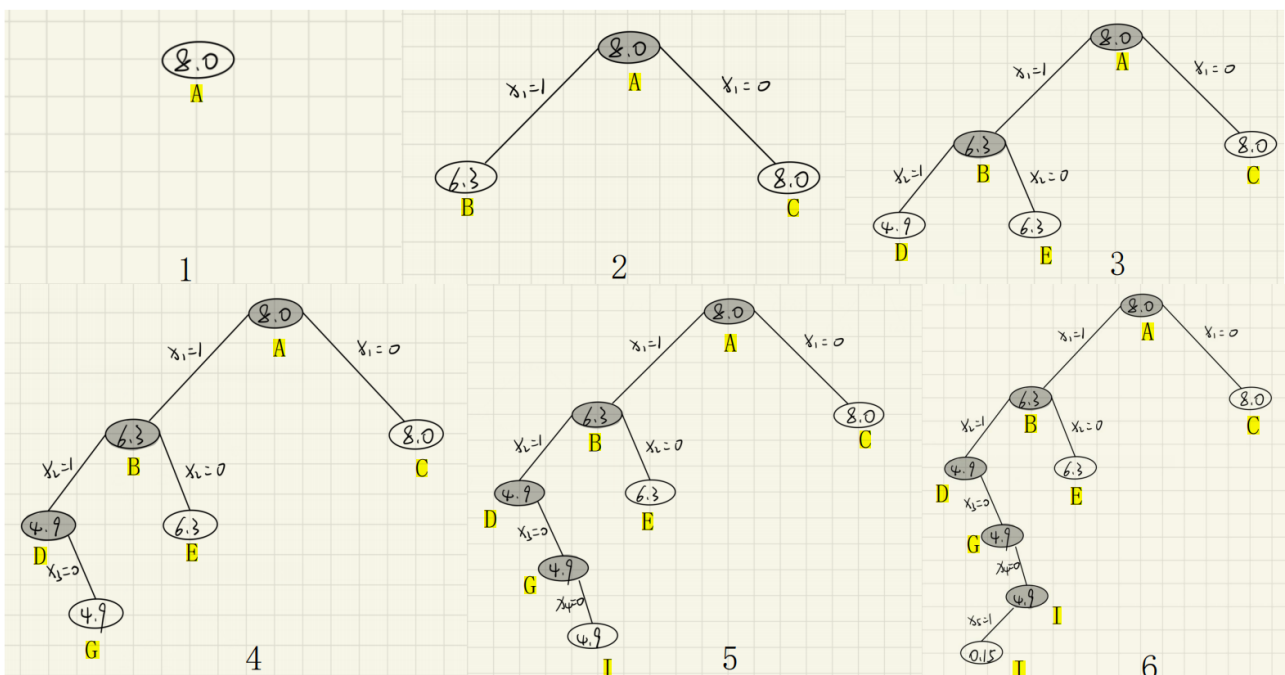 8.0
A
1
8.0
A
x₁=1
x₁=0
6.3
8.0
B
C
2
8.0
A
x₁=1
x₁=0
6.3
8.0
B
C
x₂=1
x₂=0
4.9
6.3
D
E
3
8.0
A
x₁=1
x₁=0
6.3
8.0
B
C
x₂=1
x₂=0
4.9
6.3
D
E
x₃=0
4.9
G
4
8.0
A
x₁=1
x₁=0
6.3
8.0
B
C
x₂=1
x₂=0
4.9
6.3
D
E
x₃=0
4.9
G
x₄=0
4.9
I
5
8.0
A
x₁=1
x₁=0
6.3
8.0
B
C
x₂=1
x₂=0
4.9
6.3
D
E
x₃=0
4.9
G
x₄=0
4.9
I
x₅=1
0.15
6